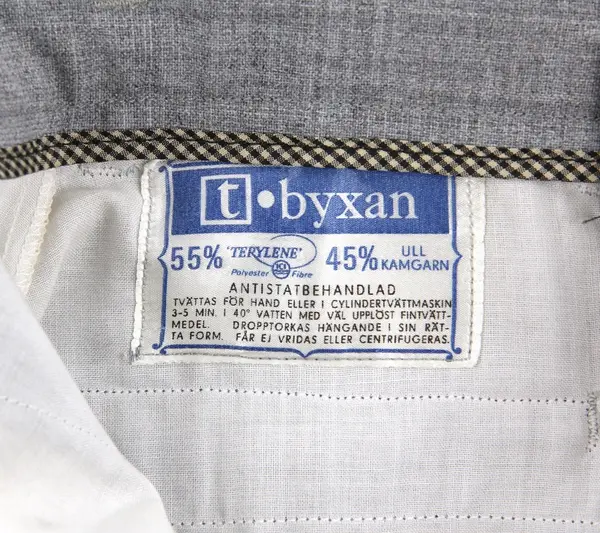 t•byxan
55% 'TERYLENE' 45% ULL
KAMGARN
Polyester ICI Fibre
ANTISTATBEHANDLAD
TVÄTTAS FÖR HAND ELLER I CYLINDERTVÄTTMASKIN
3-5 MIN. I 40° VATTEN MED VÄL UPPLÖST FINTVÄTT-
MEDEL. DROPPTORKAS HÄNGANDE I SIN RÄT-
TA FORM. FÅR EJ VRIDAS ELLER CENTRIFUGERAS.